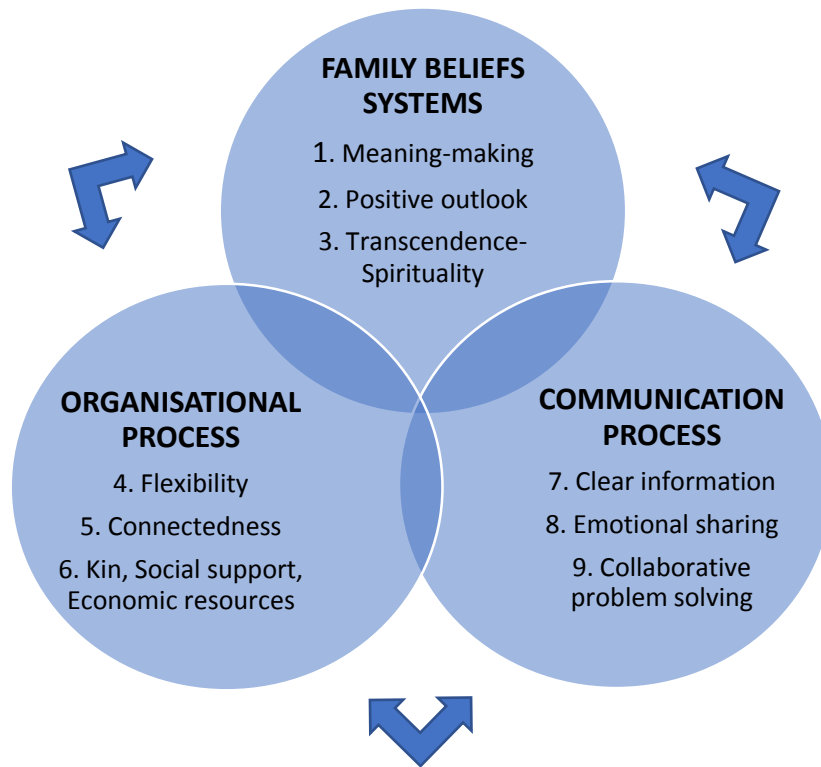 FAMILY BELIEFS
SYSTEMS
1. Meaning-making
2. Positive outlook
3. Transcendence-
Spirituality
ORGANISATIONAL
PROCESS
4. Flexibility
5. Connectedness
6. Kin, Social support,
Economic resources
COMMUNICATION
PROCESS
7. Clear information
8. Emotional sharing
9. Collaborative
problem solving